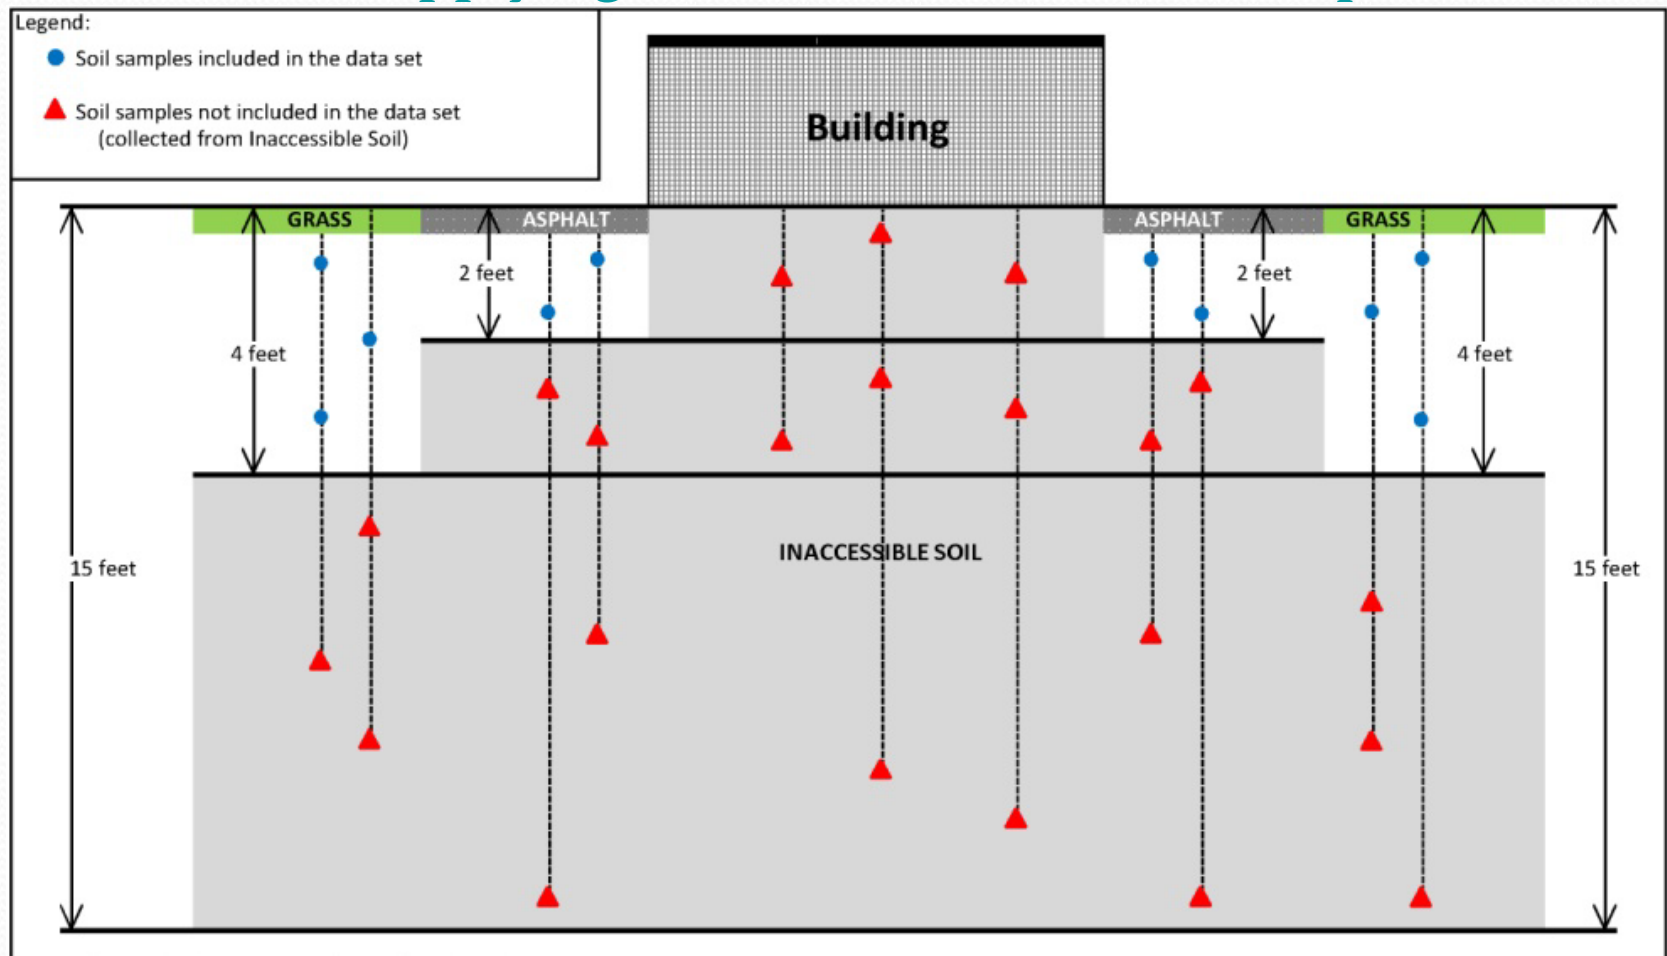 Legend:
Soil samples included in the data set
Soil samples not included in the data set
(collected from Inaccessible Soil)
Building
GRASS
ASPHALT
ASPHALT
GRASS
2 feet
2 feet
4 feet
4 feet
INACCESSIBLE SOIL
15 feet
15 feet